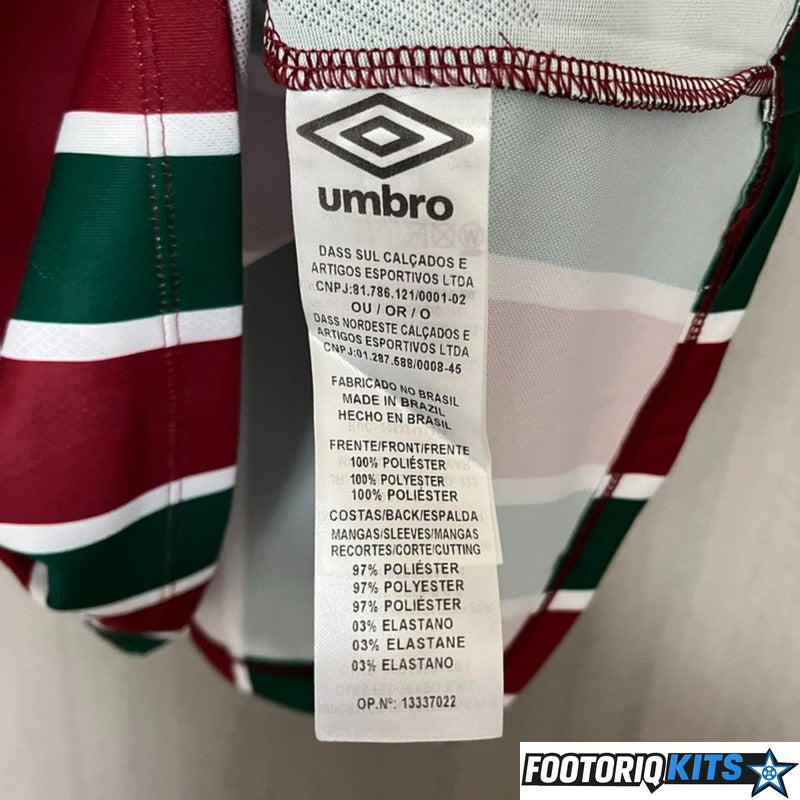 umbro
DASS SUL CALÇADOS E
ARTIGOS ESPORTIVOS LTDA
CNPJ:81.786.121/0001-02
OU / OR / O
DASS NORDESTE CALÇADOS E
ARTIGOS ESPORTIVOS LTDA
CNPJ:01.287.588/0008-45
FABRICADO NO BRASIL
MADE IN BRAZIL
HECHO EN BRASIL
FRENTE/FRONT/FRENTE
100% POLIÉSTER
100% POLYESTER
100% POLIÉSTER
COSTAS/BACK/ESPALDA
MANGAS/SLEEVES/MANGAS
RECORTES/CORTE/CUTTING
97% POLIÉSTER
97% POLYESTER
97% POLIÉSTER
03% ELASTANO
03% ELASTANE
03% ELASTANO
OP.Nº: 13337022
FOOTORIQKITS